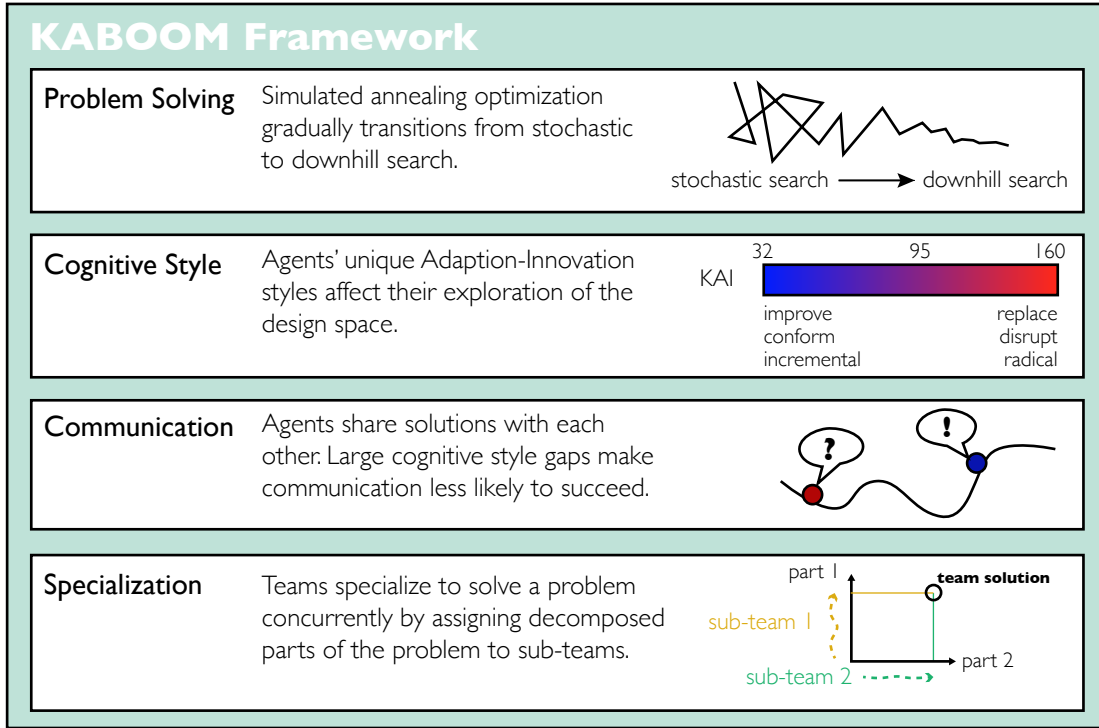 KABOOM Framework
Problem Solving
Simulated annealing optimization
gradually transitions from stochastic
to downhill search.
stochastic search
downhill search
Cognitive Style
Agents’ unique Adaption-Innovation
styles affect their exploration of the
design space.
32
95
160
KAI
improve
conform
incremental
replace
disrupt
radical
Communication
Agents share solutions with each
other. Large cognitive style gaps make
communication less likely to succeed.
?
!
Specialization
Teams specialize to solve a problem
concurrently by assigning decomposed
parts of the problem to sub-teams.
part 1
team solution
sub-team 1
part 2
sub-team 2